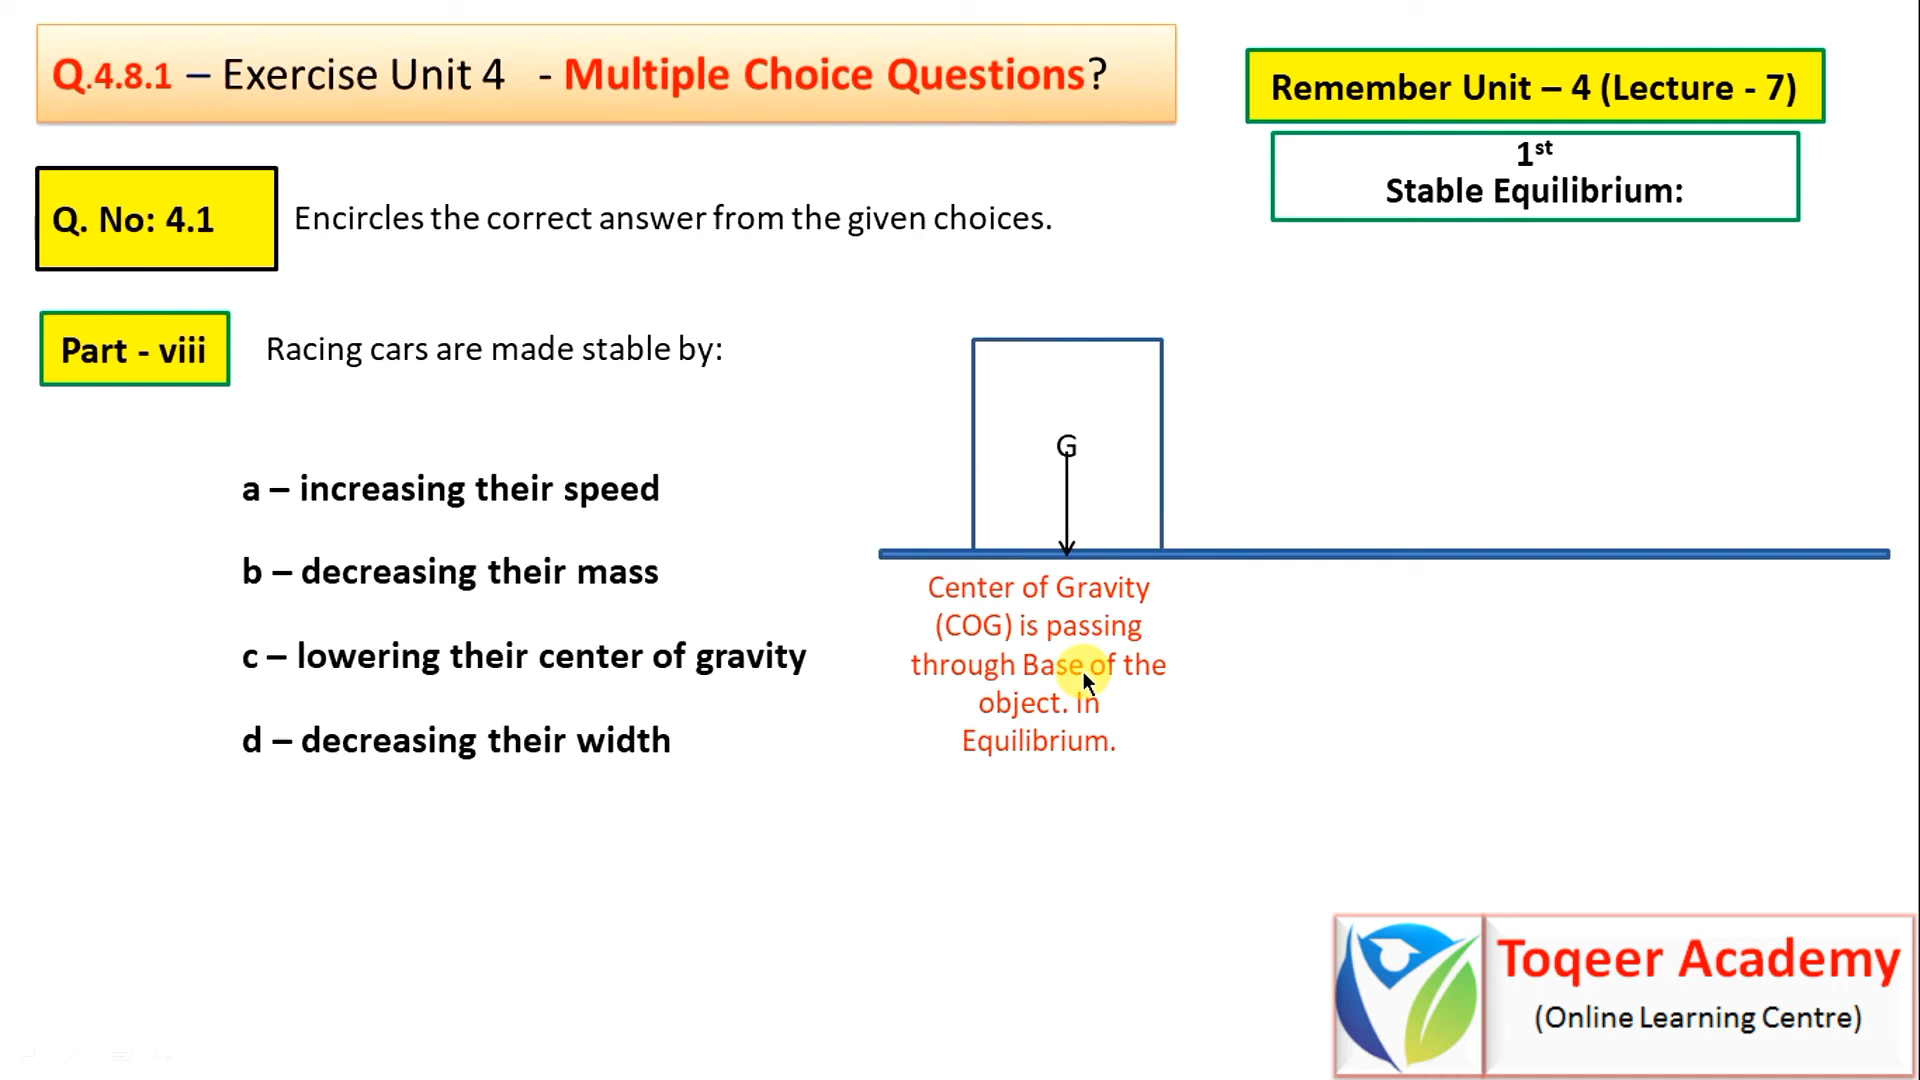 Q.4.8.1 – Exercise Unit 4 - Multiple Choice Questions?
Remember Unit – 4 (Lecture - 7)
1st
Stable Equilibrium:
Q. No: 4.1
Encircles the correct answer from the given choices.
Part - viii
Racing cars are made stable by:
a – increasing their speed
b – decreasing their mass
c – lowering their center of gravity
d – decreasing their width
G
Center of Gravity
(COG) is passing
through Base of the
object. In
Equilibrium.
Toqeer Academy
(Online Learning Centre)